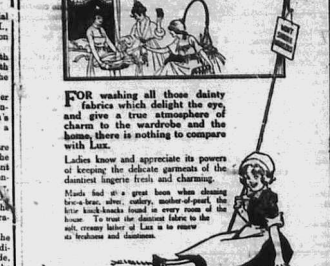 FOR washing all those dainty
fabrics which delight the eye,
and give a true atmosphere of
charm to the wardrobe and the
home, there is nothing to compare
with Lux.
Ladies know and appreciate its powers
of keeping the delicate garments of the
daintiest lingerie fresh and charming.
Maids find it a great boon when cleaning
bric-a-brac, silver, cutlery, mother-of-pearl, the
knick-knacks found in every room of the
house. To trust the daintiest fabric to the
soft, creamy lather of Lux is to renew
its freshness and daintiness.